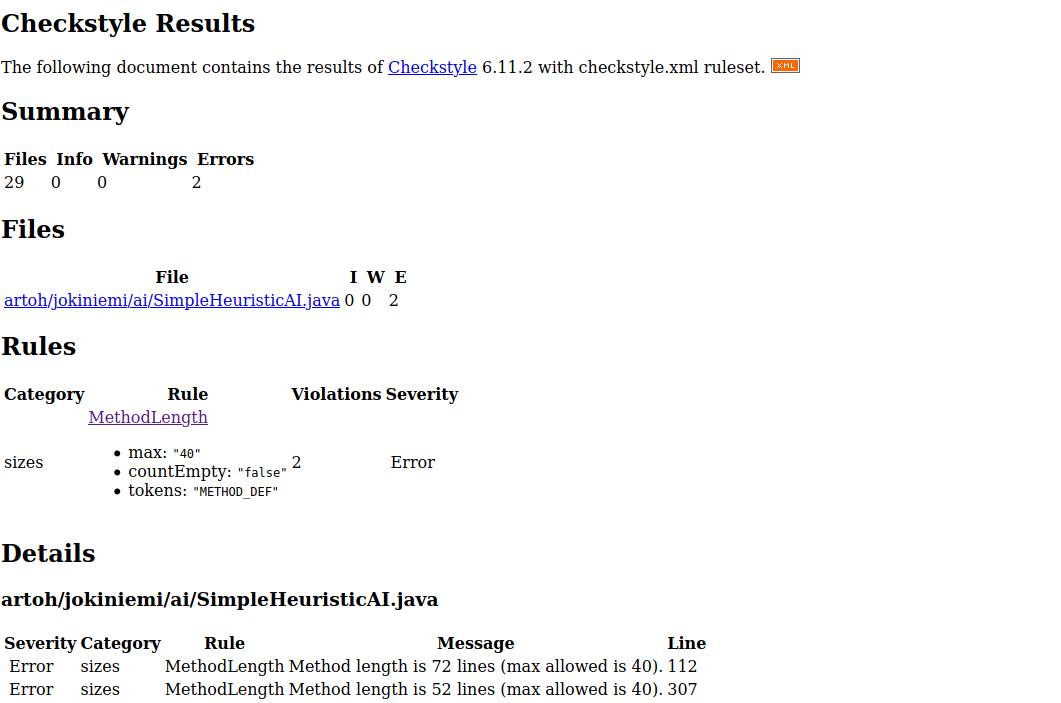 Checkstyle Results
The following document contains the results of Checkstyle 6.11.2 with checkstyle.xml ruleset. XML
Summary
Files Info Warnings Errors
29 0 0 2
Files
File I W E
artoh/jokiniemi/ai/SimpleHeuristicAI.java 0 0 2
Rules
Category Rule Violations Severity
MethodLength
sizes
• max: "40"
• countEmpty: "false"
• tokens: "METHOD_DEF"
2 Error
Details
artoh/jokiniemi/ai/SimpleHeuristicAI.java
Severity Category Rule Message Line
Error sizes MethodLength Method length is 72 lines (max allowed is 40). 112
Error sizes MethodLength Method length is 52 lines (max allowed is 40). 307